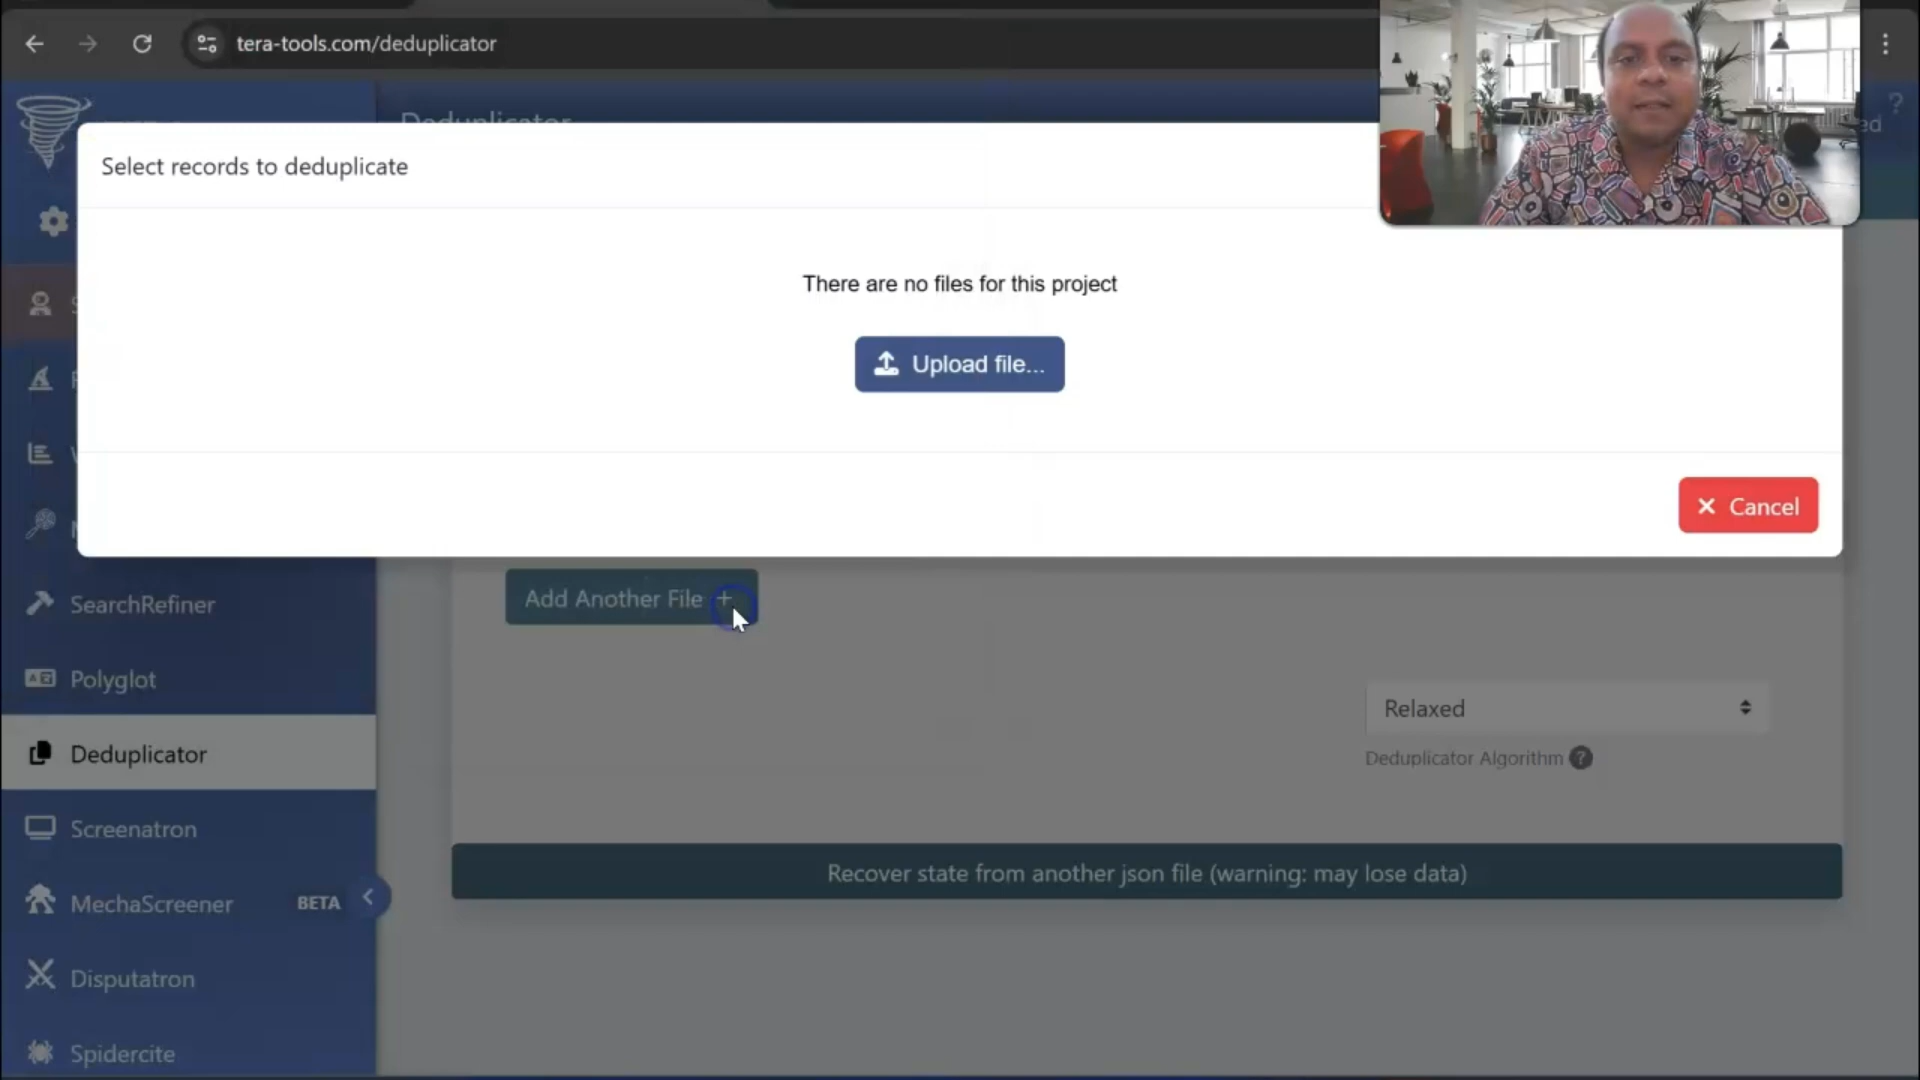 tera-tools.com/deduplicator
Deduplicator
Select records to deduplicate
There are no files for this project
Upload file...
Cancel
Add Another File +
SearchRefiner
Polyglot
Relaxed
Deduplicator
Deduplicator Algorithm ?
Screenatron
Recover state from another json file (warning: may lose data)
MechaScreener BETA
Disputatron
Spidercite